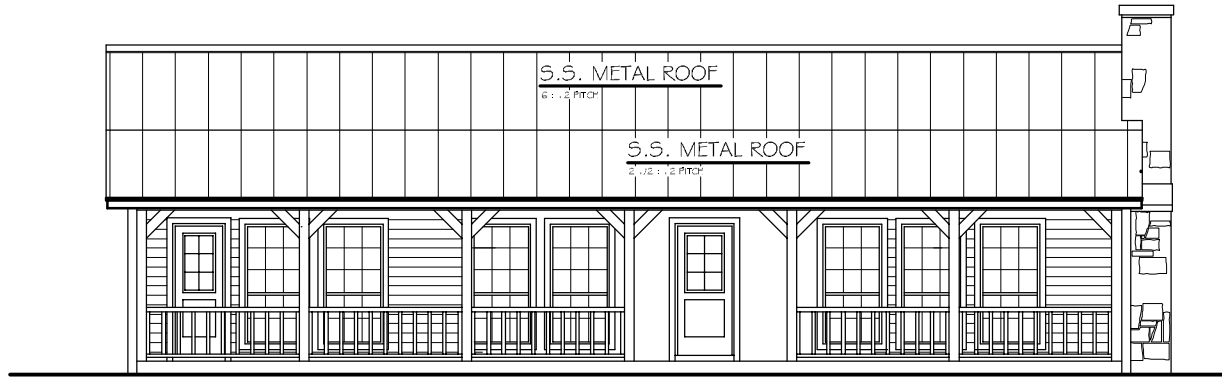 S.S. METAL ROOF
6 : 12 PITCH
S.S. METAL ROOF
2 1/2 : 12 PITCH